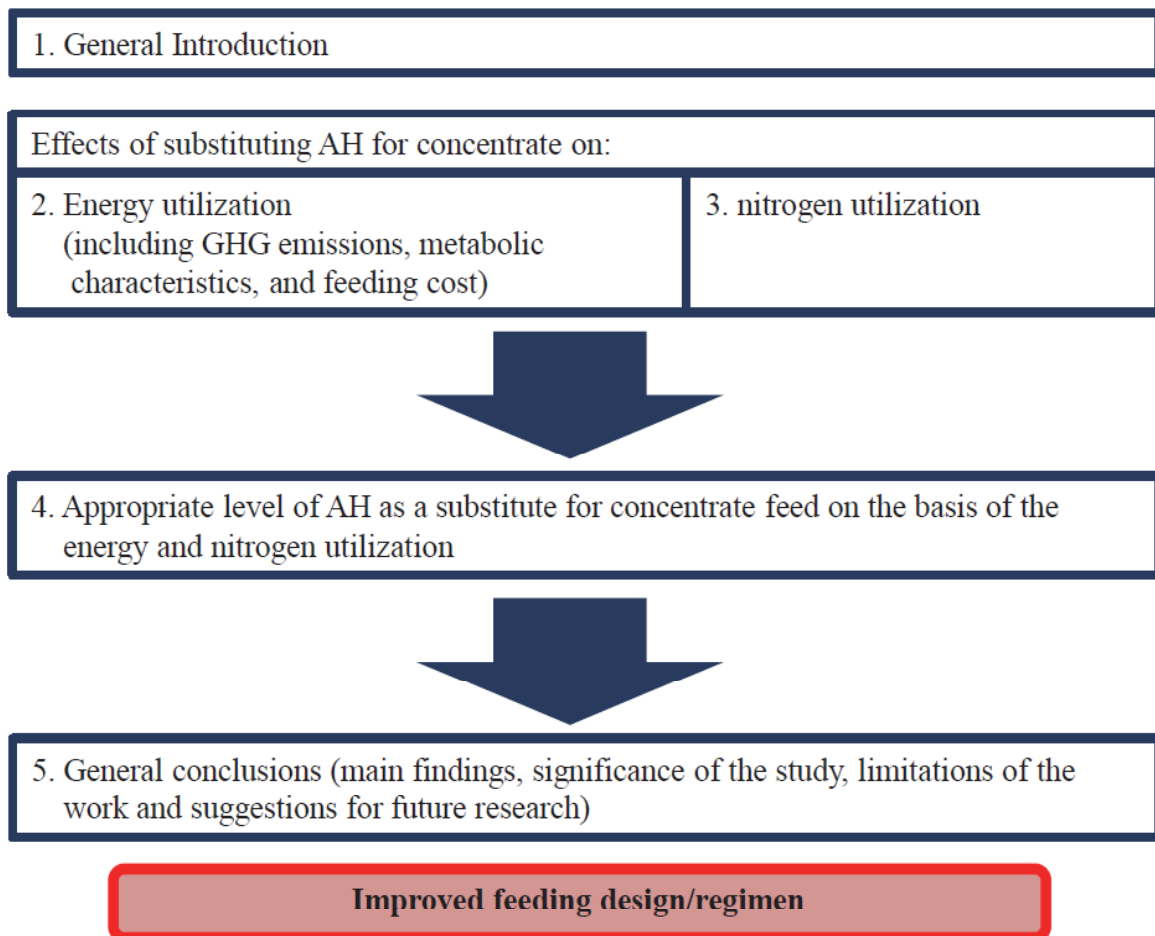 1. General Introduction
Effects of substituting AH for concentrate on:
2. Energy utilization
(including GHG emissions, metabolic
characteristics, and feeding cost)
3. nitrogen utilization
4. Appropriate level of AH as a substitute for concentrate feed on the basis of the
energy and nitrogen utilization
5. General conclusions (main findings, significance of the study, limitations of the
work and suggestions for future research)
Improved feeding design/regimen